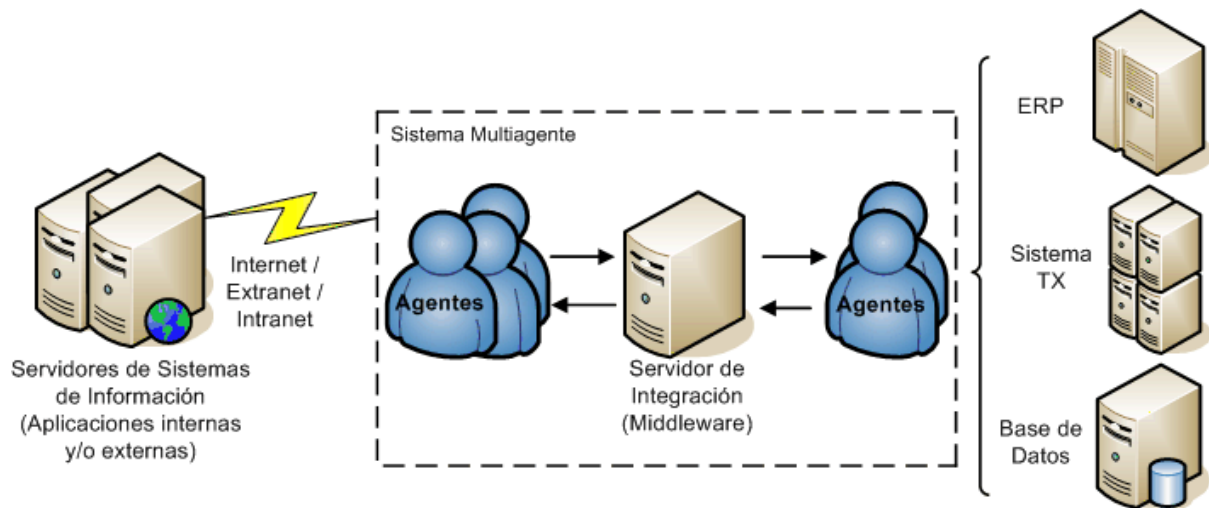 Sistema Multiagente
Internet /
Extranet /
Intranet
Servidores de Sistemas
de Información
(Aplicaciones internas
y/o externas)
Agentes
Servidor de
Integración
(Middleware)
Agentes
ERP
Sistema
TX
Base de
Datos